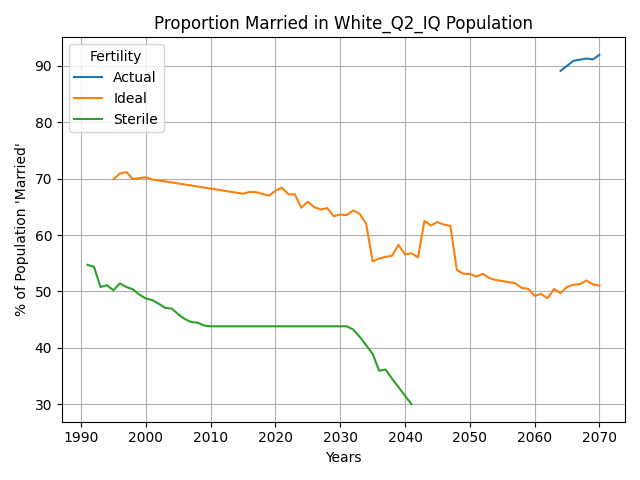 Proportion Married in White_Q2_IQ Population
Fertility
Actual
Ideal
Sterile
% of Population 'Married'
90
80
70
60
50
40
30
1990 2000 2010 2020 2030 2040 2050 2060 2070
Years